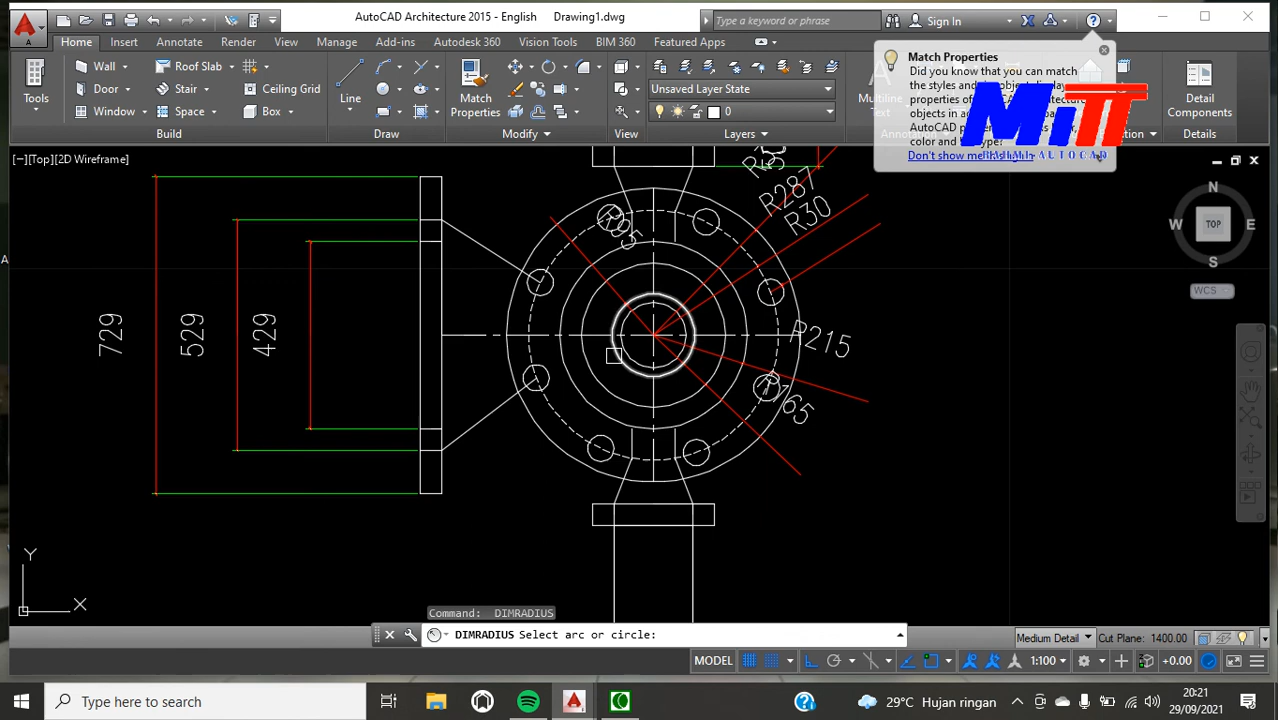 AutoCAD Architecture 2015 - English Drawing1.dwg
Type a keyword or phrase
Sign In
A
Home Insert Annotate Render View Manage Add-ins Autodesk 360 Vision Tools BIM 360 Featured Apps
Tools
Wall
Door
Window
Roof Slab
Stair
Space
Ceiling Grid
Box
Build
Line
Draw
Match
Properties
Modify
View
Unsaved Layer State
0
Layers
Multiline
Text
Detail
Components
Details
Match Properties
Did you know that you can match
the styles and
properties of
objects in
AutoCAD
color and
Don't show me
MiTT
AUTOCAD
[−][Top][2D Wireframe]
N
W TOP E
S
WCS
R287
R30
R95
R215
R165
729
529
429
Y
X
Command: DIMRADIUS
DIMRADIUS Select arc or circle:
Medium Detail Cut Plane: 1400.00
MODEL
1:100
+0.00
Type here to search
29°C Hujan ringan
20:21
29/09/2021